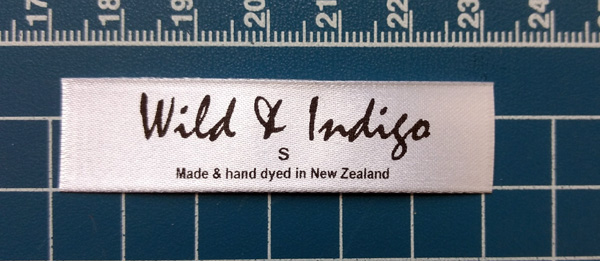 17 18 19 20 21 22 23 24
Wild & Indigo
S
Made & hand dyed in New Zealand